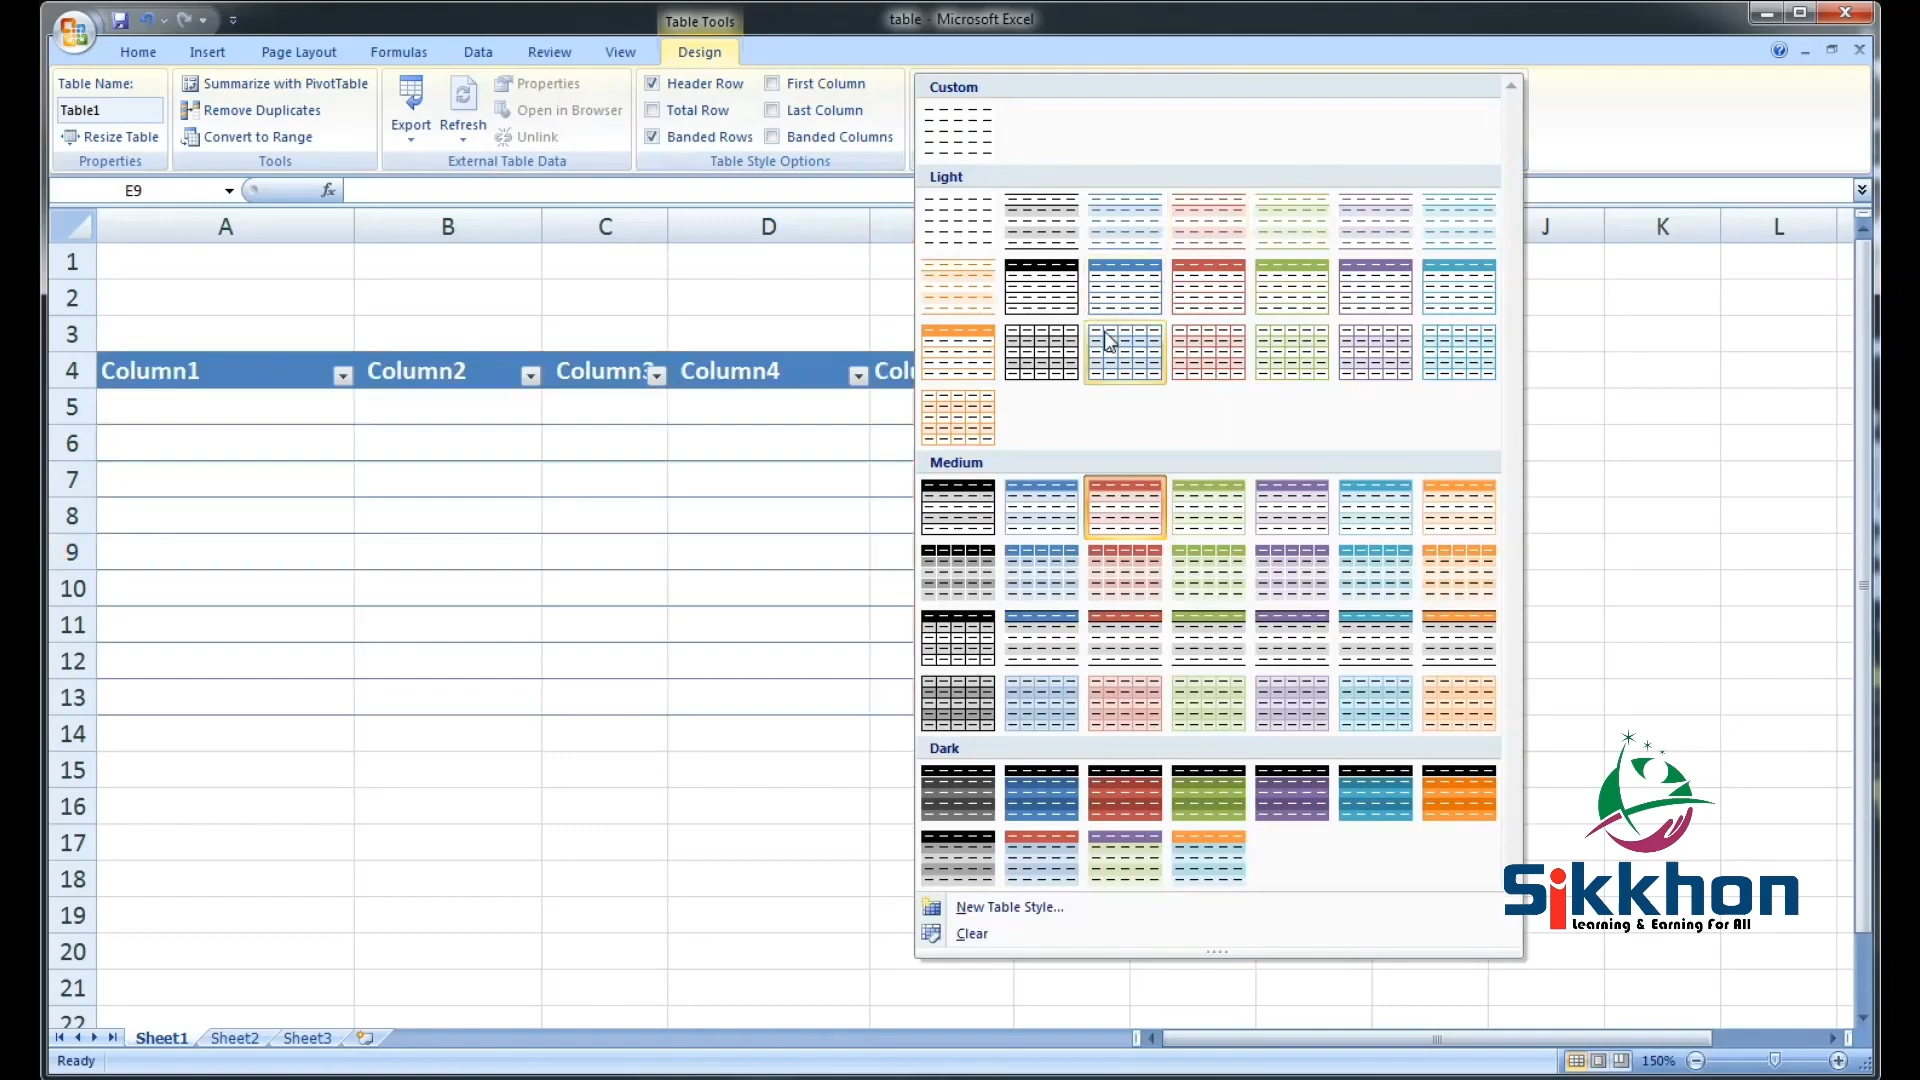 Table Tools
table - Microsoft Excel
Home Insert Page Layout Formulas Data Review View Design
Table Name:
Table1
Resize Table
Properties
Summarize with PivotTable
Remove Duplicates
Convert to Range
Tools
Export
Refresh
Properties
Open in Browser
Unlink
External Table Data
Header Row
Total Row
Banded Rows
First Column
Last Column
Banded Columns
Table Style Options
E9
fx
A B C D J K L
1
2
3
4 Column1 Column2 Column3 Column4 Colu
5
6
7
8
9
10
11
12
13
14
15
16
17
18
19
20
21
22
Custom
Light
Medium
Dark
New Table Style...
Clear
Sikkhon
Learning & Earning For All
Sheet1 Sheet2 Sheet3
Ready
150%